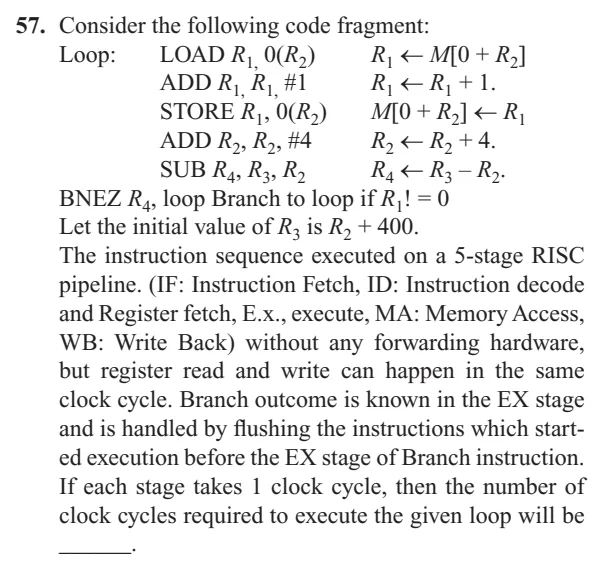 57. Consider the following code fragment:
Loop: LOAD R₁, 0(R₂) R₁ ← M[0 + R₂]
ADD R₁, R₁, #1 R₁ ← R₁ + 1.
STORE R₁, 0(R₂) M[0 + R₂] ← R₁
ADD R₂, R₂, #4 R₂ ← R₂ + 4.
SUB R₄, R₃, R₂ R₄ ← R₃ – R₂.
BNEZ R₄, loop Branch to loop if R₁! = 0
Let the initial value of R₃ is R₂ + 400.
The instruction sequence executed on a 5-stage RISC
pipeline. (IF: Instruction Fetch, ID: Instruction decode
and Register fetch, E.x., execute, MA: Memory Access,
WB: Write Back) without any forwarding hardware,
but register read and write can happen in the same
clock cycle. Branch outcome is known in the EX stage
and is handled by flushing the instructions which start-
ed execution before the EX stage of Branch instruction.
If each stage takes 1 clock cycle, then the number of
clock cycles required to execute the given loop will be
______.